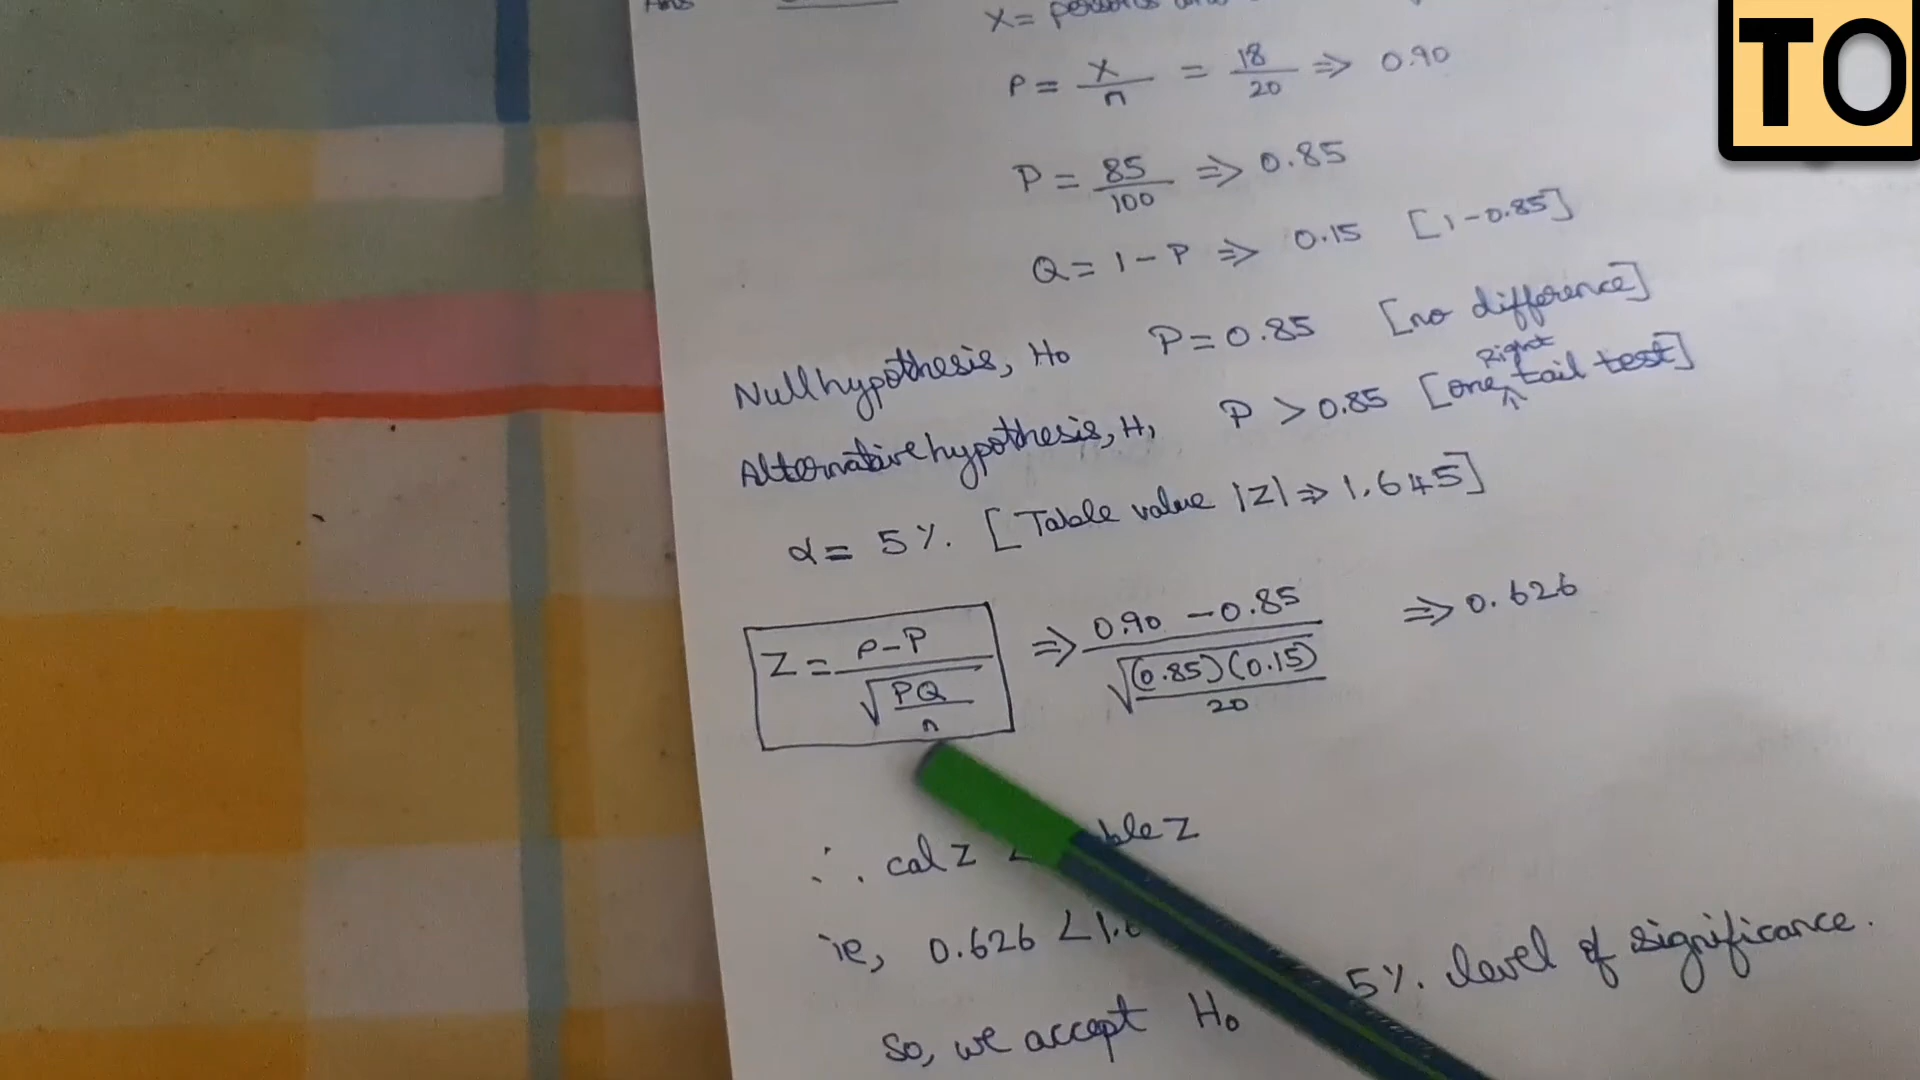 TO
Ans
X = persons
p = X/n = 18/20 ⇒ 0.90
P = 85/100 ⇒ 0.85
Q = 1 - P ⇒ 0.15 [1-0.85]
Null hypothesis, H0 P = 0.85 [no difference]
Alternative hypothesis, H1 P > 0.85 [one Right tail test]
α = 5%. [Table value |Z| ⇒ 1.645]
Z = p-P / √PQ/n ⇒ 0.90 - 0.85 / √(0.85)(0.15)/20 ⇒ 0.626
∴ cal Z < Z
ie, 0.626 <
So, we accept H0 5%. level of significance.